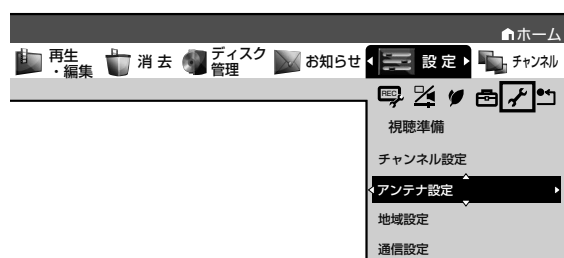 ホーム
再生・編集
消去
ディスク管理
お知らせ
設定
チャンネル
REC
視聴準備
チャンネル設定
アンテナ設定
地域設定
通信設定